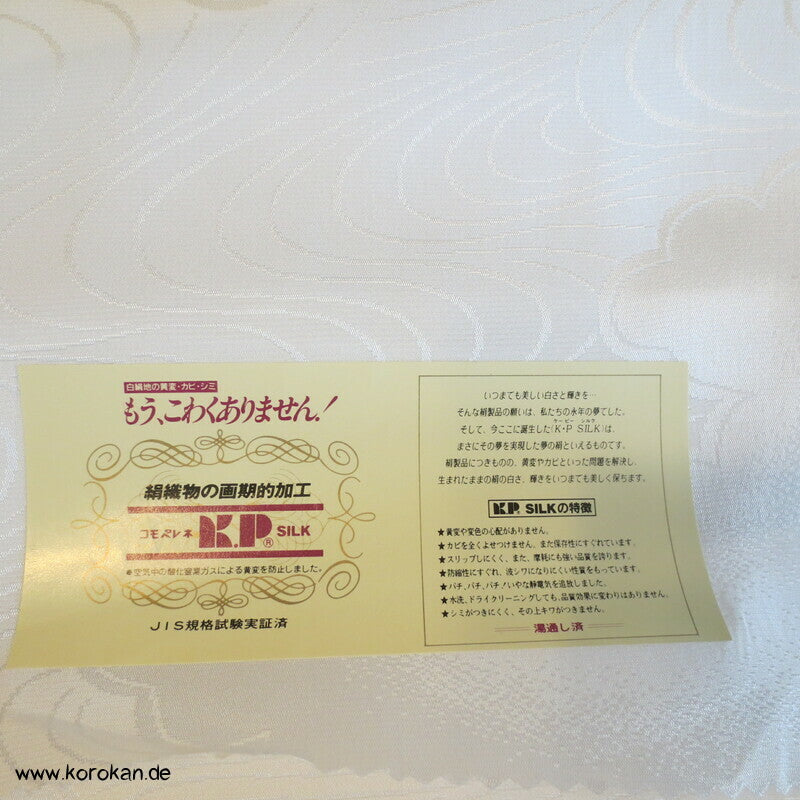 白絹地の黄変・カビ・シミ
もう、こわくありません!
絹織物の画期的加工
コモスレネ K.P® SILK
●空気中の酸化窒素ガスによる黄変を防止しました。
JIS規格試験実証済
いつまでも美しい白さと輝きを…
そんな絹製品の願いは、私たちの永年の夢でした。
ケーピー シルク
そして、今ここに誕生した(K・P SILK)は、
まさにその夢を実現した夢の絹といえるものです。
絹製品につきものの、黄変やカビといった問題を解決し、
生まれたままの絹の白さ、輝きをいつまでも美しく保ちます。
K.P. SILKの特徴
★黄変や変色の心配がありません。
★カビを全くよせつけません、また保存性にすぐれています。
★スリップしにくく、また、摩耗にも強い品質を誇ります。
★防縮性にすぐれ、波シワになりにくい性質をもっています。
★パチ、パチ、パチ!いやな静電気を追放しました。
★水洗、ドライクリーニングしても、品質効果に変わりはありません。
★シミがつきにくく、その上キワがつきません。
湯通し済
www.korokan.de